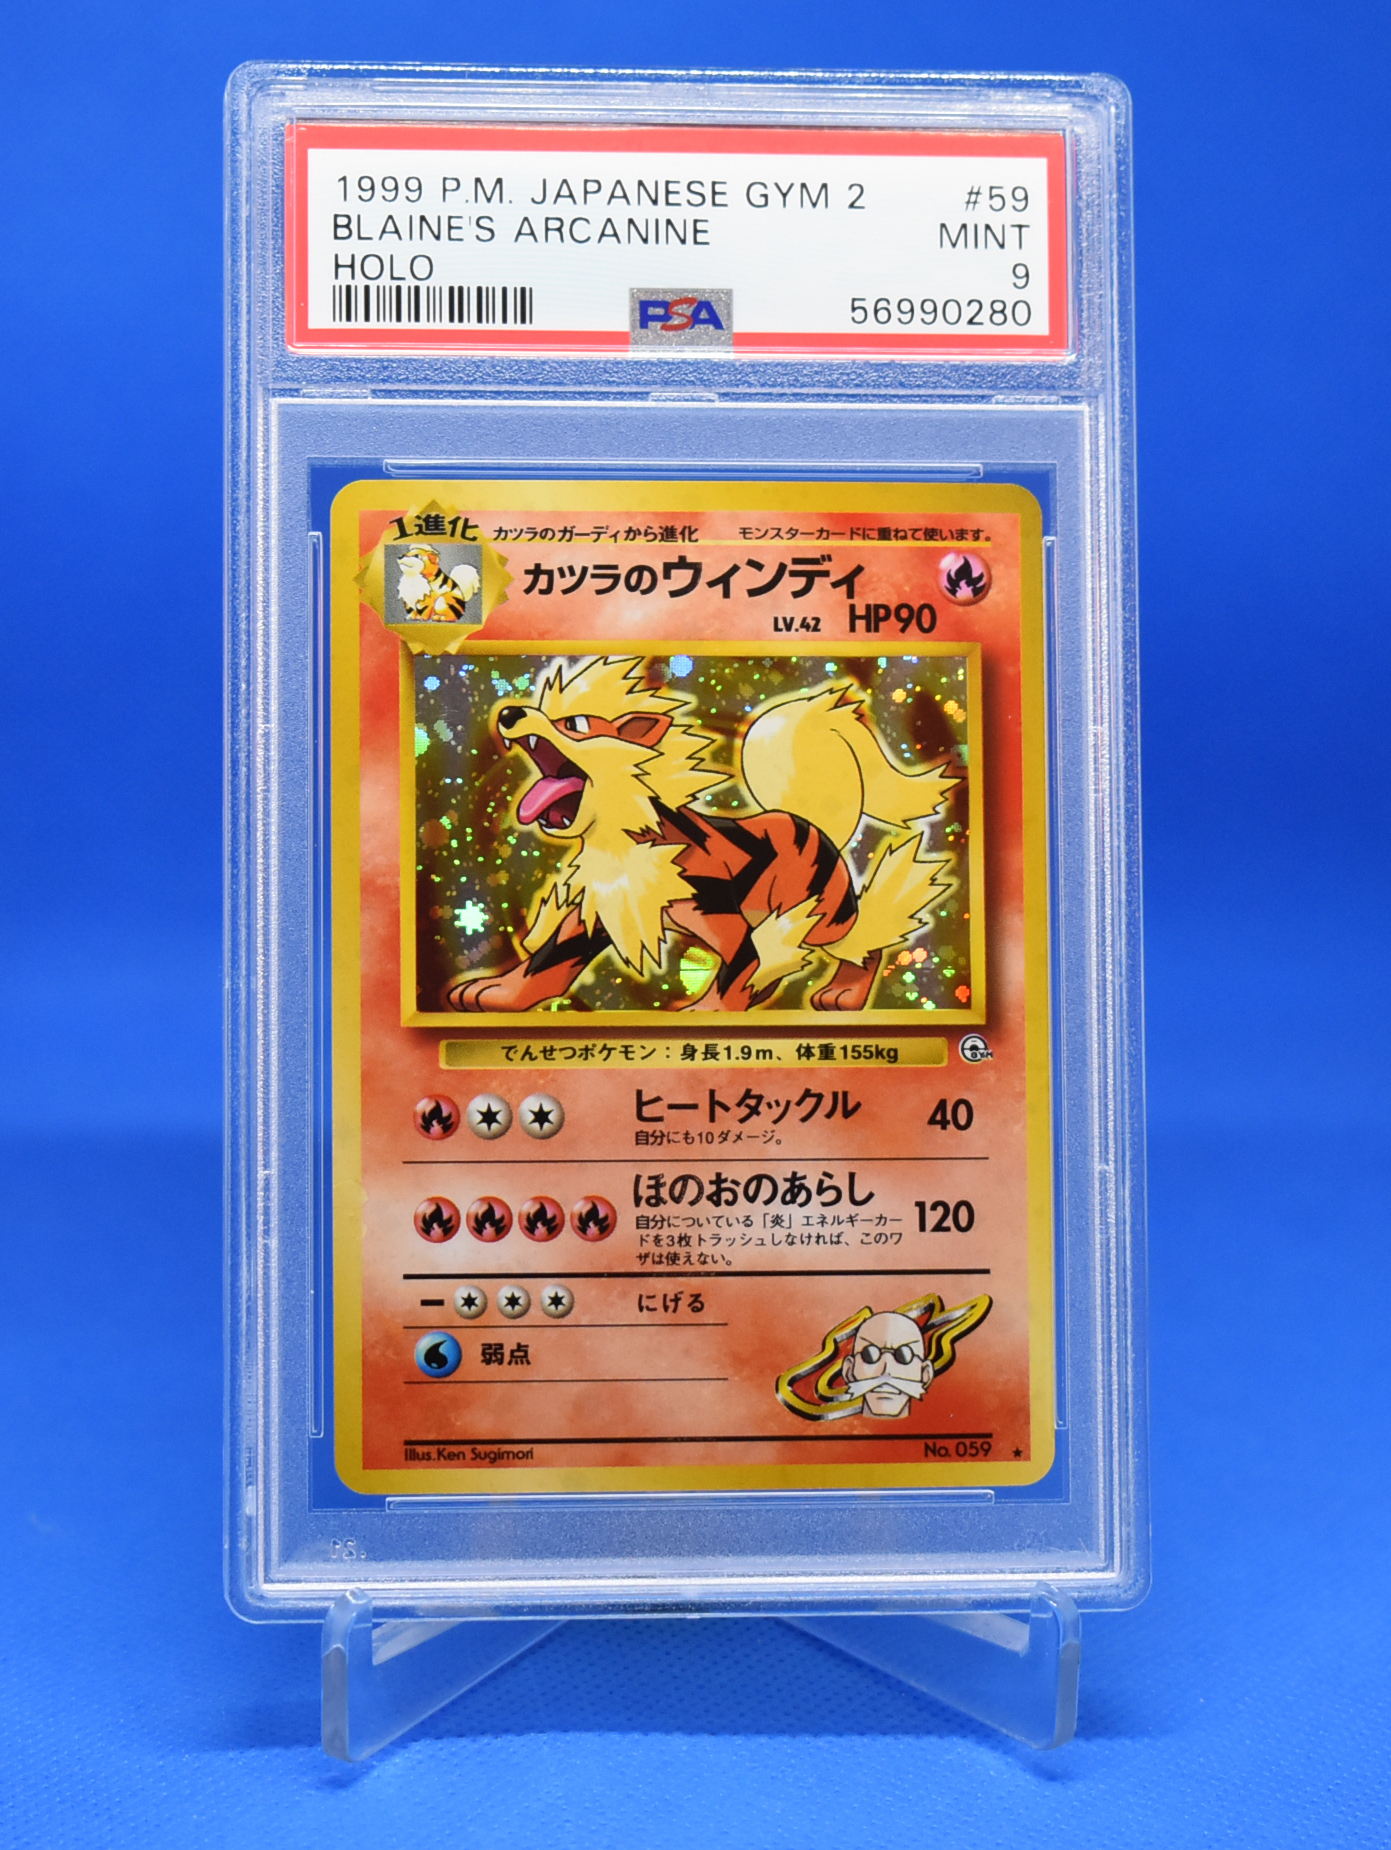 1999 P.M. JAPANESE GYM 2 #59
BLAINE'S ARCANINE MINT
HOLO 9
PSA 56990280
1進化 カツラのガーディから進化 モンスターカードに重ねて使います。
カツラのウィンディ
LV.42 HP90
でんせつポケモン：身長1.9m、体重155kg
GYM
ヒートタックル 40
自分にも10ダメージ。
ほのおのあらし 120
自分についている「炎」エネルギーカー
ドを3枚トラッシュしなければ、このワ
ザは使えない。
にげる
弱点
Illus.Ken Sugimori No. 059 ★